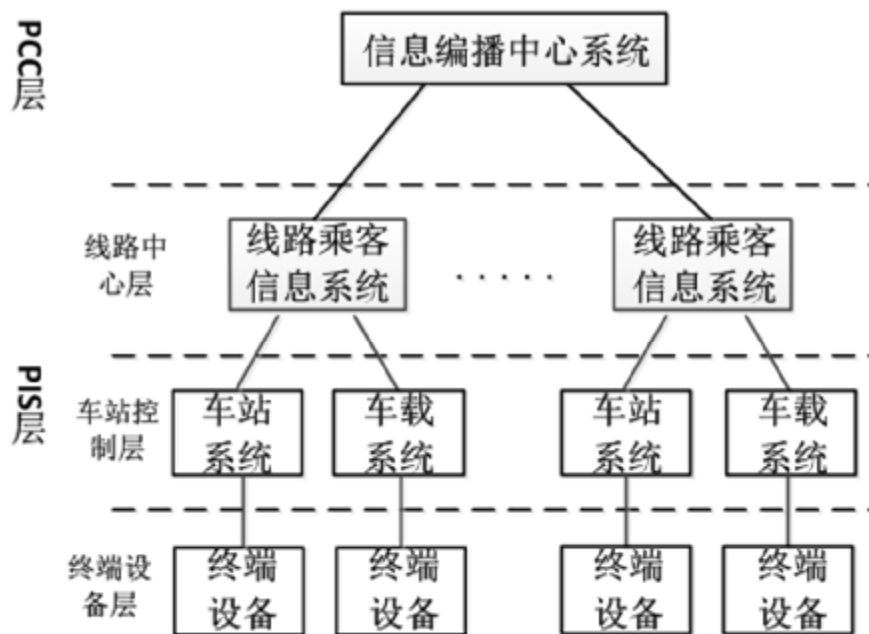 PCC层
信息编播中心系统
线路中
心层
线路乘客
信息系统
线路乘客
信息系统
PIS层
车站控
制层
车站
系统
车载
系统
车站
系统
车载
系统
终端设
备层
终端
设备
终端
设备
终端
设备
终端
设备